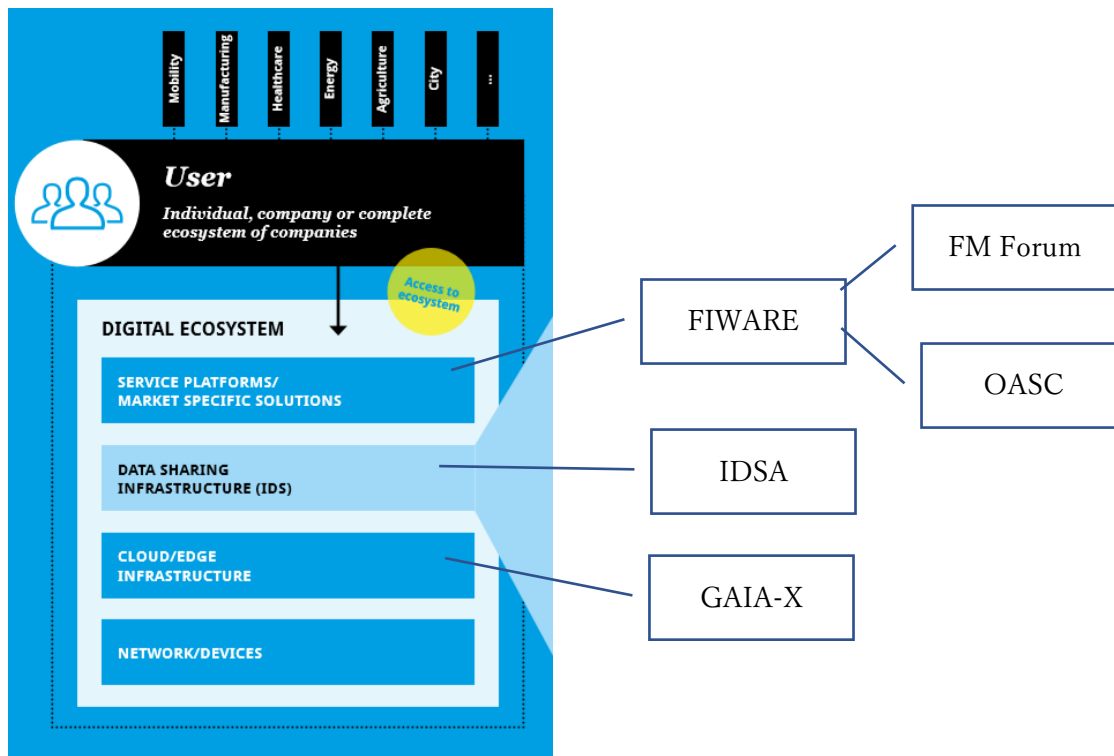 Mobility
Manufacturing
Healthcare
Energy
Agriculture
City
...
User
Individual, company or complete
ecosystem of companies
Access to
ecosystem
DIGITAL ECOSYSTEM
SERVICE PLATFORMS/
MARKET SPECIFIC SOLUTIONS
DATA SHARING
INFRASTRUCTURE (IDS)
CLOUD/EDGE
INFRASTRUCTURE
NETWORK/DEVICES
FIWARE
FM Forum
OASC
IDSA
GAIA-X